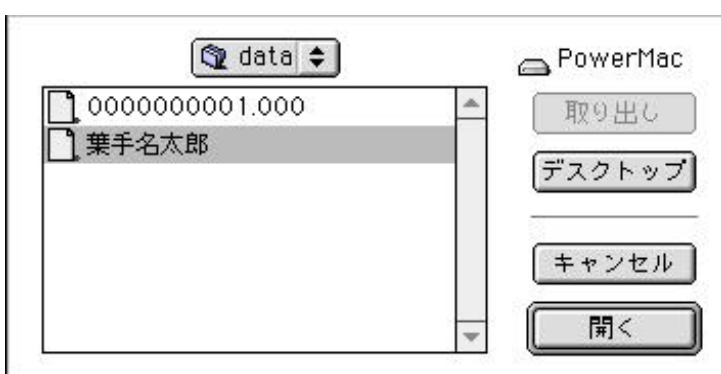 data
PowerMac
0000000001.000
葉手名太郎
取り出し
デスクトップ
キャンセル
開く